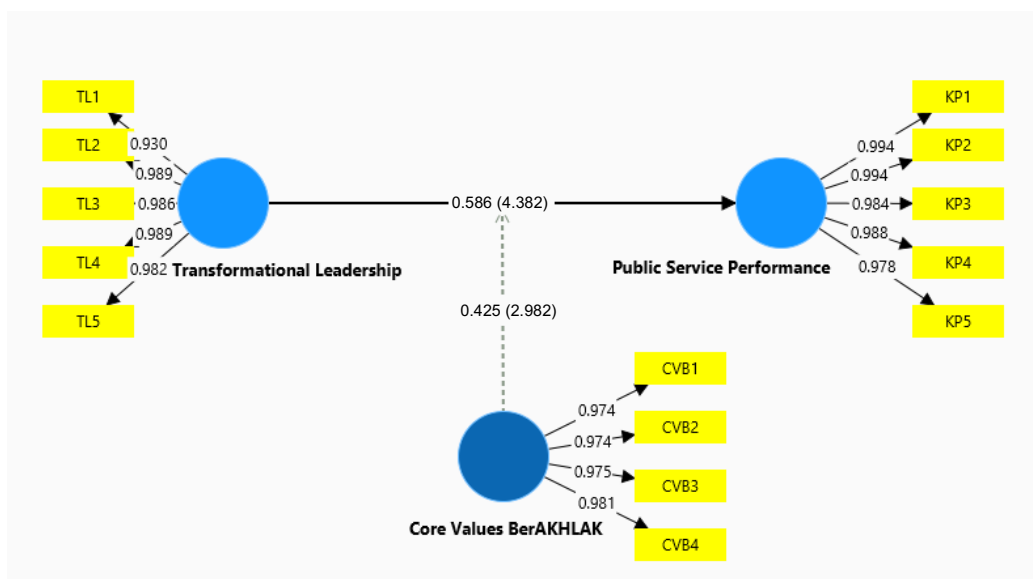 TL1
TL2
TL3
TL4
TL5
0.930
0.989
0.986
0.989
0.982
Transformational Leadership
0.586 (4.382)
0.425 (2.982)
Public Service Performance
0.994
0.994
0.984
0.988
0.978
KP1
KP2
KP3
KP4
KP5
Core Values BerAKHLAK
0.974
0.974
0.975
0.981
CVB1
CVB2
CVB3
CVB4